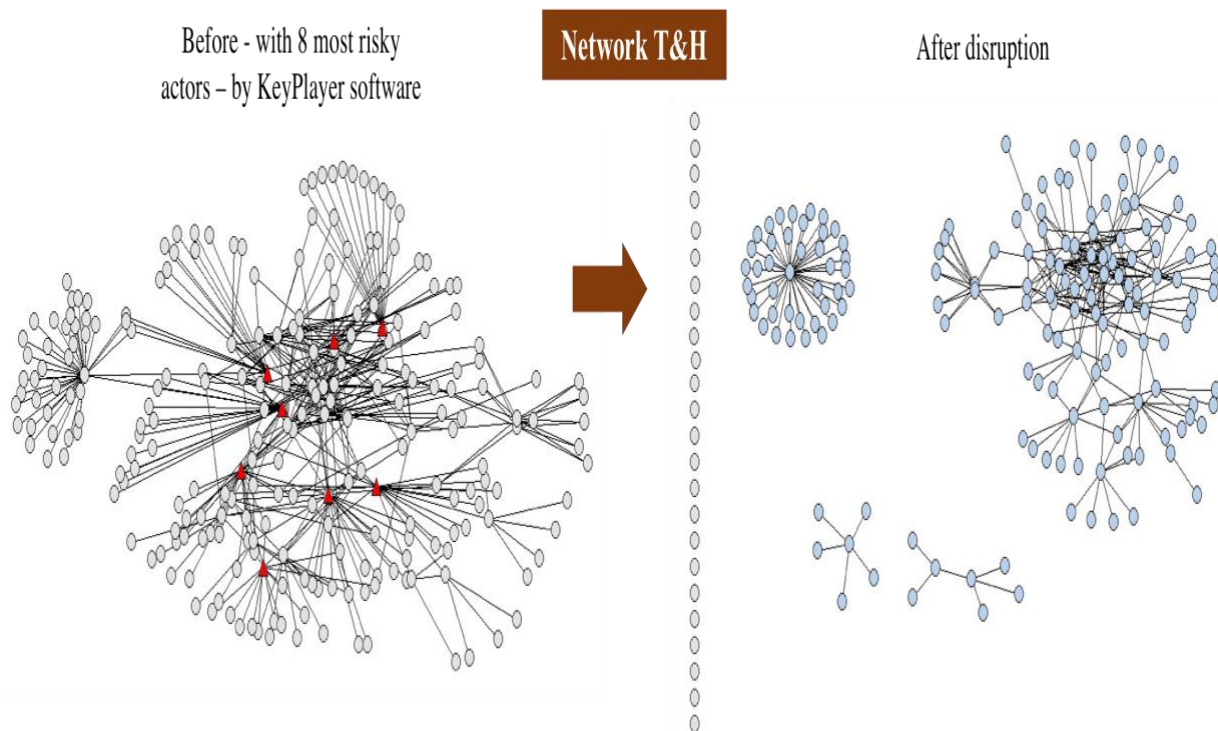 Before - with 8 most risky
actors – by KeyPlayer software
Network T&H
After disruption